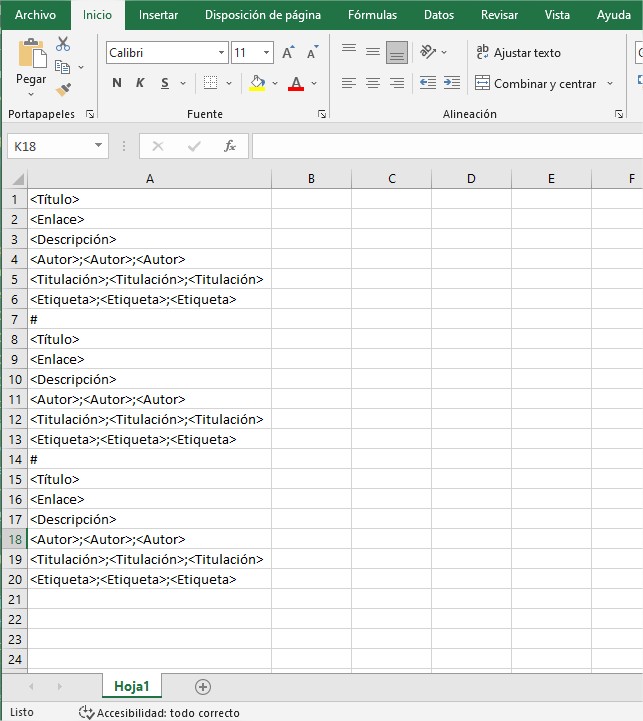 Archivo Inicio Insertar Disposición de página Fórmulas Datos Revisar Vista Ayuda
Calibri 11 A A ab Ajustar texto
Pegar N K S A Combinar y centrar
Portapapeles Fuente Alineación
K18 fx
A B C D E F
1 <Título>
2 <Enlace>
3 <Descripción>
4 <Autor>;<Autor>;<Autor>
5 <Titulación>;<Titulación>;<Titulación>
6 <Etiqueta>;<Etiqueta>;<Etiqueta>
7 #
8 <Título>
9 <Enlace>
10 <Descripción>
11 <Autor>;<Autor>;<Autor>
12 <Titulación>;<Titulación>;<Titulación>
13 <Etiqueta>;<Etiqueta>;<Etiqueta>
14 #
15 <Título>
16 <Enlace>
17 <Descripción>
18 <Autor>;<Autor>;<Autor>
19 <Titulación>;<Titulación>;<Titulación>
20 <Etiqueta>;<Etiqueta>;<Etiqueta>
21
22
23
24
Hoja1
Listo Accesibilidad: todo correcto